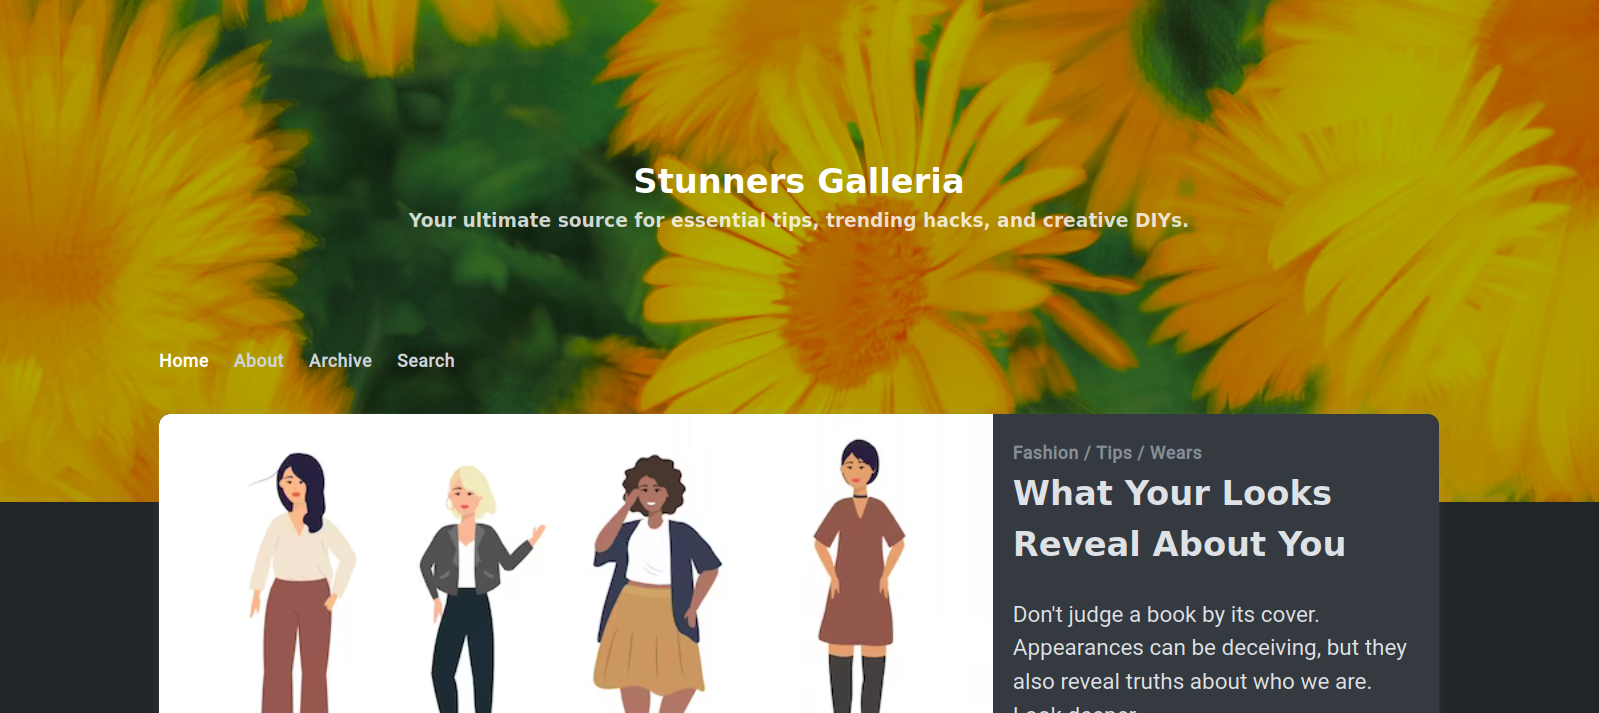 Stunners Galleria
Your ultimate source for essential tips, trending hacks, and creative DIYs.
Home About Archive Search
Fashion / Tips / Wears
What Your Looks
Reveal About You
Don't judge a book by its cover.
Appearances can be deceiving, but they
also reveal truths about who we are.
Look deeper